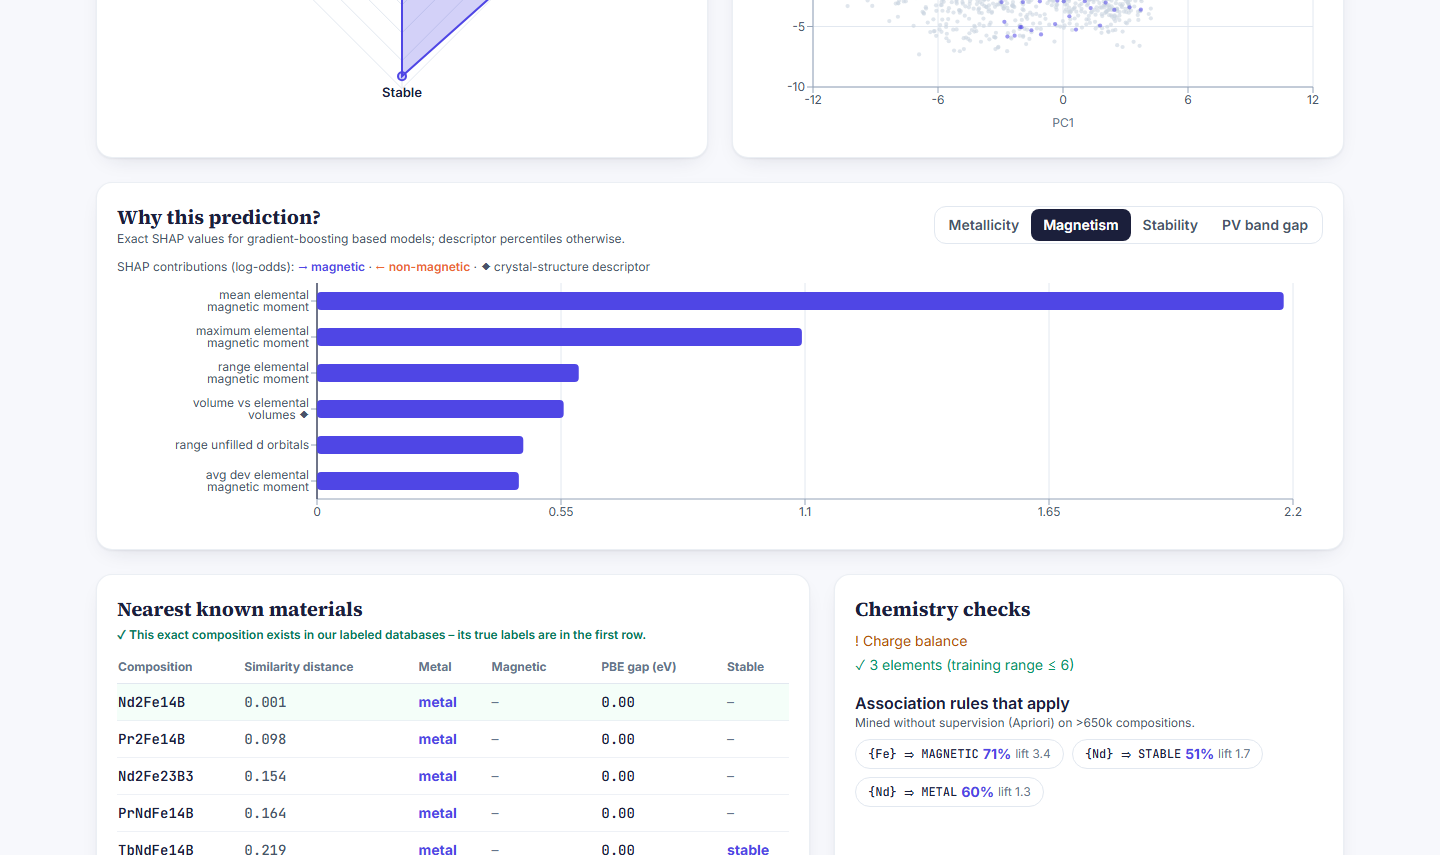 Stable
-5
-10
-12
-6
0
6
12
PC1
Why this prediction?
Exact SHAP values for gradient-boosting based models; descriptor percentiles otherwise.
Metallicity
Magnetism
Stability
PV band gap
SHAP contributions (log-odds): → magnetic · ← non-magnetic · ◆ crystal-structure descriptor
mean elemental
magnetic moment
maximum elemental
magnetic moment
range elemental
magnetic moment
volume vs elemental
volumes ◆
range unfilled d orbitals
avg dev elemental
magnetic moment
0
0.55
1.1
1.65
2.2
Nearest known materials
✓ This exact composition exists in our labeled databases – its true labels are in the first row.
Composition Similarity distance Metal Magnetic PBE gap (eV) Stable
Nd2Fe14B 0.001 metal – 0.00 –
Pr2Fe14B 0.098 metal – 0.00 –
Nd2Fe23B3 0.154 metal – 0.00 –
PrNdFe14B 0.164 metal – 0.00 –
TbNdFe14B 0.219 metal – 0.00 stable
Chemistry checks
! Charge balance
✓ 3 elements (training range ≤ 6)
Association rules that apply
Mined without supervision (Apriori) on >650k compositions.
{Fe} ⇒ MAGNETIC 71% lift 3.4
{Nd} ⇒ STABLE 51% lift 1.7
{Nd} ⇒ METAL 60% lift 1.3